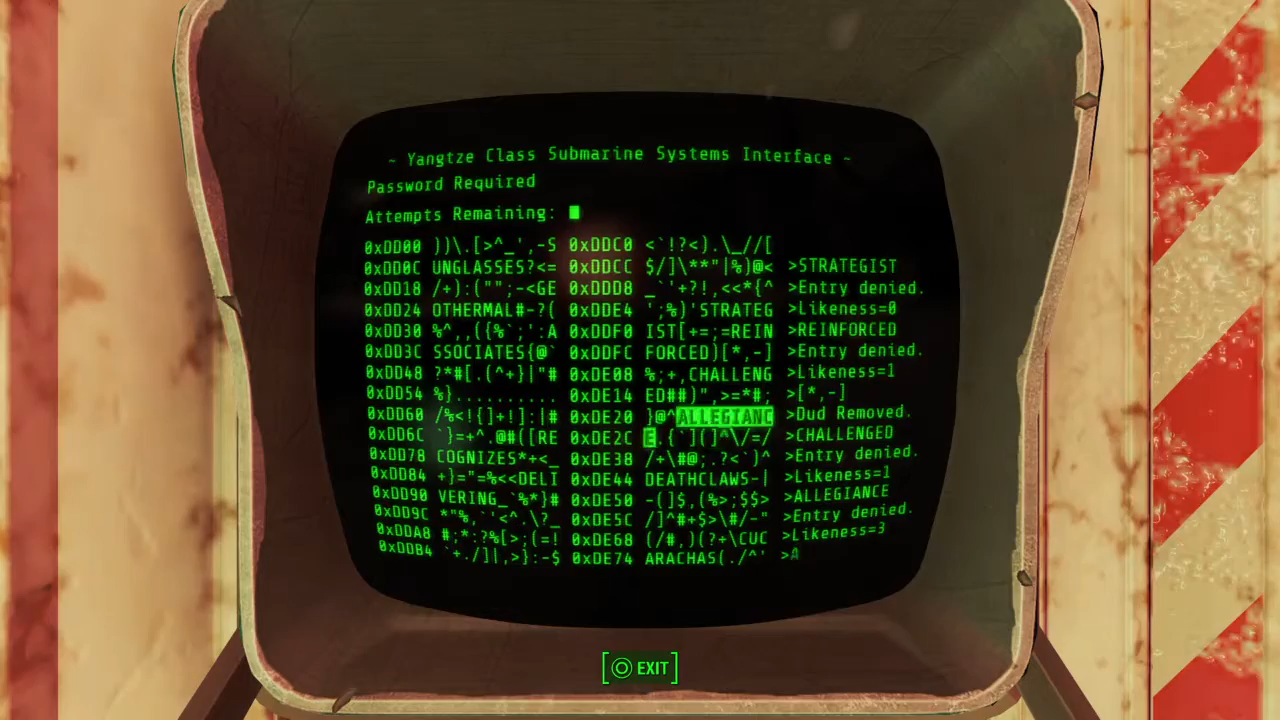 ~ Yangtze Class Submarine Systems Interface ~
Password Required
Attempts Remaining: ■
0xDD00 ))\.[>^_',-S 0xDDC0 <`!?<).\_//[
0xDD0C UNGLASSES?<= 0xDDCC $/]\**"|%)@< >STRATEGIST
0xDD18 /+):("";-<GE 0xDDD8 _`'+?!,<<*{^ >Entry denied.
0xDD24 OTHERMAL#-?( 0xDDE4 ';%)'STRATEG >Likeness=0
0xDD30 %^,,({%`;':A 0xDDF0 IST[+=;=REIN >REINFORCED
0xDD3C SSOCIATES{@` 0xDDFC FORCED)[*,-] >Entry denied.
0xDD48 ?*#[.(^+}|"# 0xDE08 %;+,CHALLENG >Likeness=1
0xDD54 %}.......... 0xDE14 ED##)",>=*#; >[*,-]
0xDD60 /%<!{]+!]:|# 0xDE20 }@^ALLEGIANC >Dud Removed.
0xDD6C `}=+^.@#([RE 0xDE2C E.{`](]^\/=/ >CHALLENGED
0xDD78 COGNIZES*+<_ 0xDE38 /+\#@;.?<`)^ >Entry denied.
0xDD84 +}="=%<<DELI 0xDE44 DEATHCLAWS-| >Likeness=1
0xDD90 VERING_`%*}# 0xDE50 -(]$,(%>;$$> >ALLEGIANCE
0xDD9C *"%,`'<^.\?_ 0xDE5C /]^#+$>\#/-" >Entry denied.
0xDDA8 #;*:?%[>;(=! 0xDE68 (/#,)(?+\CUC >Likeness=3
0xDDB4 `+./]|,>}:-$ 0xDE74 ARACHAS(./^' >A
EXIT